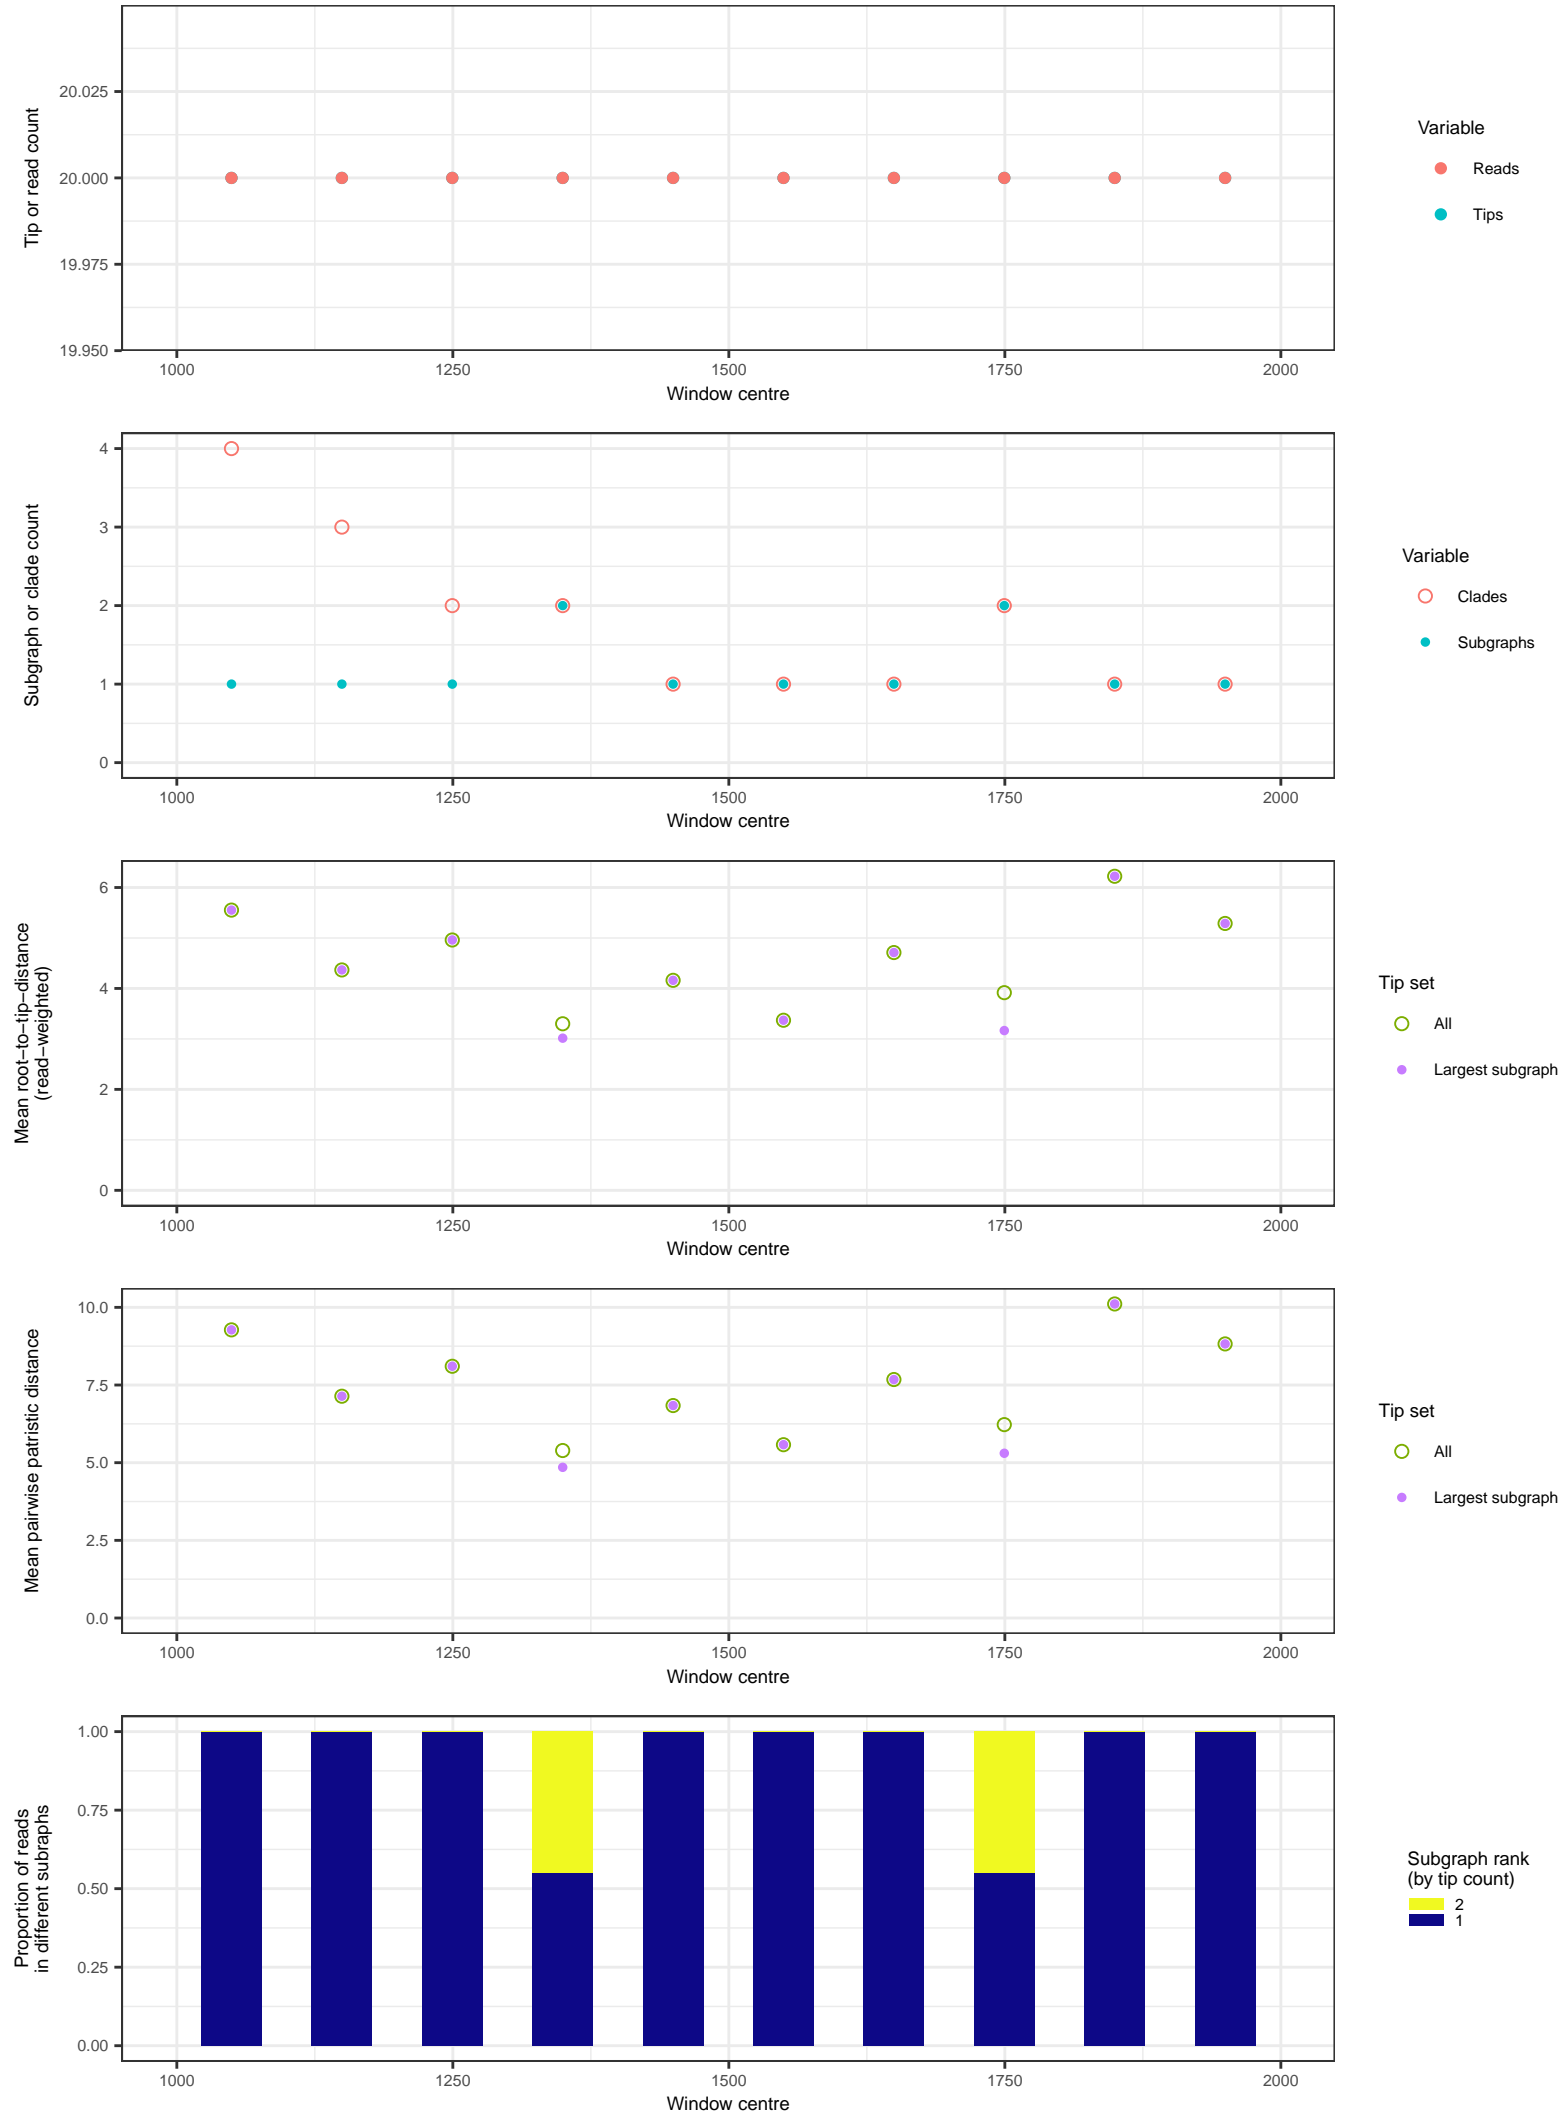 Tip or read count
20.025
20.000
19.975
19.950
1000 1250 1500 1750 2000
Window centre
Variable
Reads
Tips
Subgraph or clade count
4
3
2
1
0
1000 1250 1500 1750 2000
Window centre
Variable
Clades
Subgraphs
Mean root−to−tip−distance
(read−weighted)
6
4
2
0
1000 1250 1500 1750 2000
Window centre
Tip set
All
Largest subgraph
Mean pairwise patristic distance
10.0
7.5
5.0
2.5
0.0
1000 1250 1500 1750 2000
Window centre
Tip set
All
Largest subgraph
Proportion of reads
in different subraphs
1.00
0.75
0.50
0.25
0.00
1000 1250 1500 1750 2000
Window centre
Subgraph rank
(by tip count)
2
1